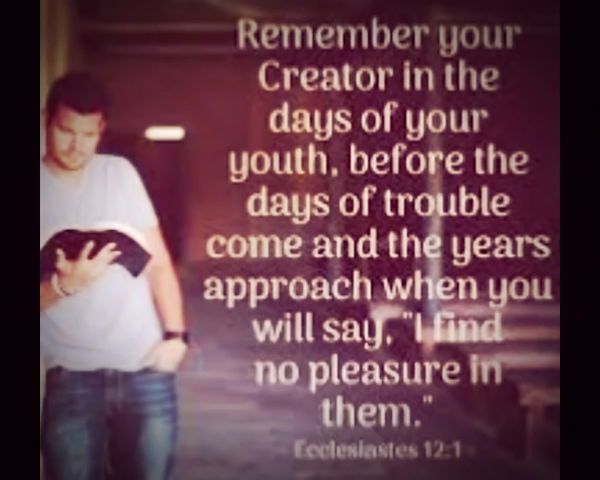 Remember your
Creator in the
days of your
youth, before the
days of trouble
come and the years
approach when you
will say, "I find
no pleasure in
them."
Ecclesiastes 12:1